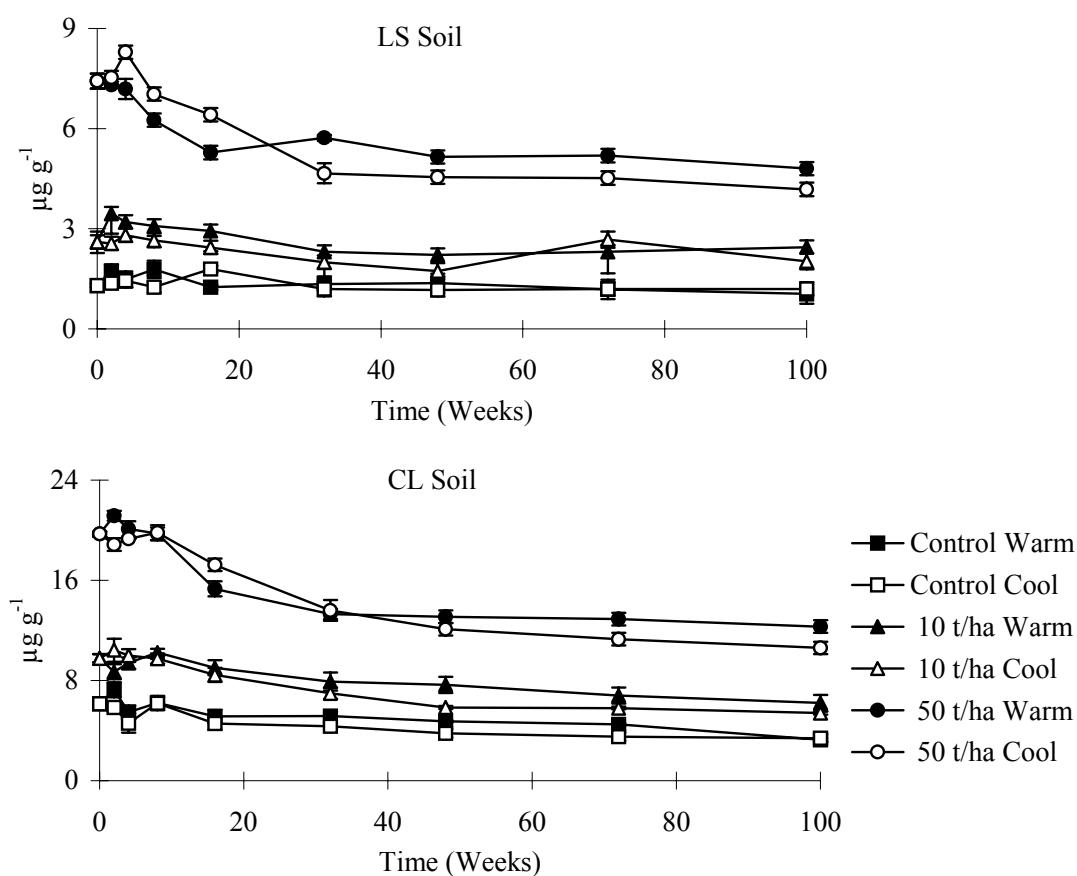 LS Soil
9
6
3
0
µg g-1
0 20 40 60 80 100
Time (Weeks)
CL Soil
24
16
8
0
µg g-1
0 20 40 60 80 100
Time (Weeks)
Control Warm
Control Cool
10 t/ha Warm
10 t/ha Cool
50 t/ha Warm
50 t/ha Cool